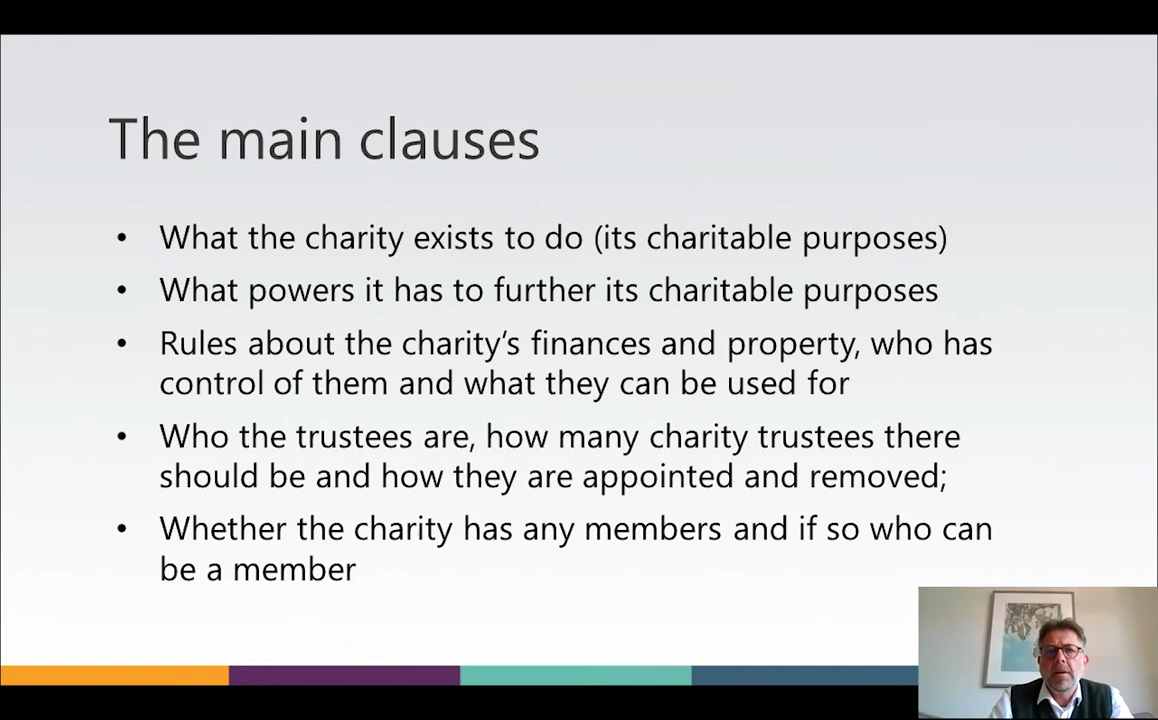 The main clauses
• What the charity exists to do (its charitable purposes)
• What powers it has to further its charitable purposes
• Rules about the charity‘s finances and property, who has
control of them and what they can be used for
• Who the trustees are, how many charity trustees there
should be and how they are appointed and removed;
• Whether the charity has any members and if so who can
be a member